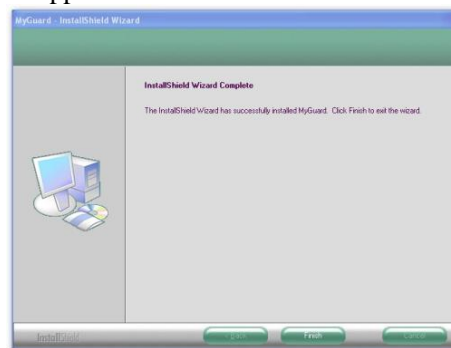 MyGuard - InstallShield Wizard
InstallShield Wizard Complete
The InstallShield Wizard has successfully installed MyGuard. Click Finish to exit the wizard.
InstallShield
< Back
Finish
Cancel